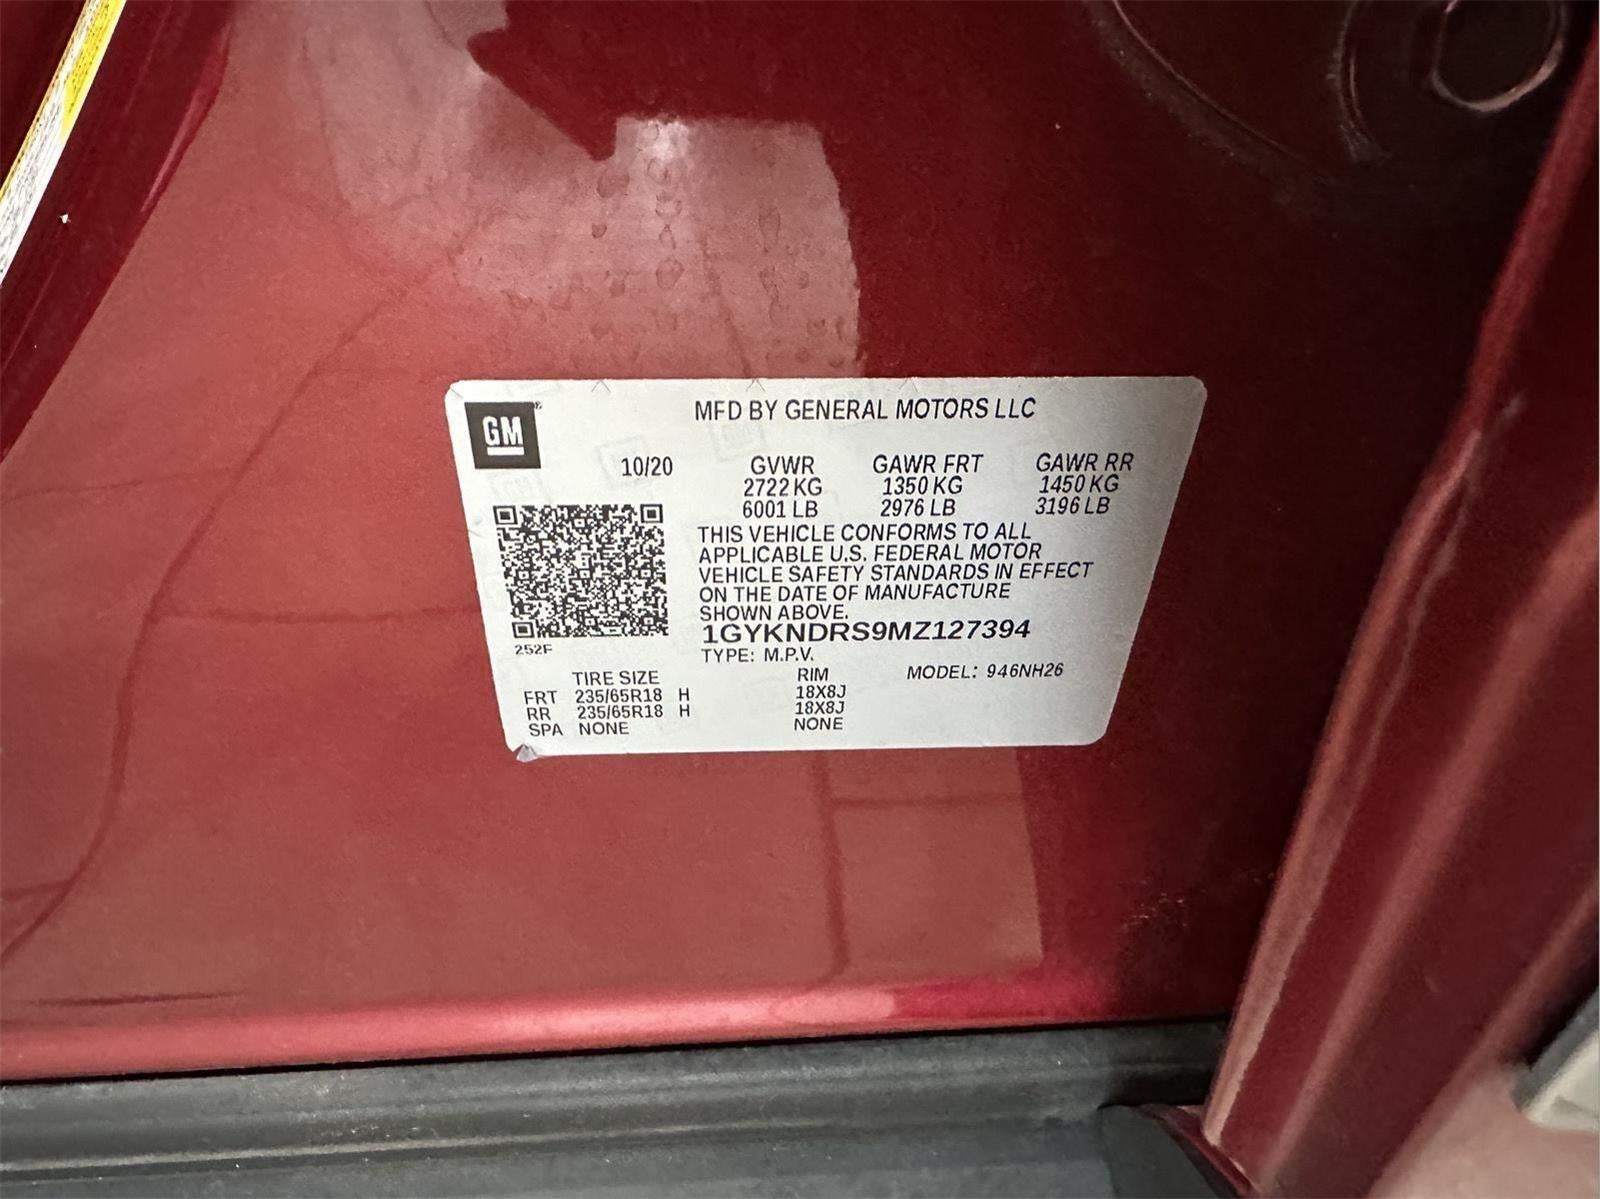 GM
MFD BY GENERAL MOTORS LLC
10/20 GVWR GAWR FRT GAWR RR
2722 KG 1350 KG 1450 KG
6001 LB 2976 LB 3196 LB
THIS VEHICLE CONFORMS TO ALL
APPLICABLE U.S. FEDERAL MOTOR
VEHICLE SAFETY STANDARDS IN EFFECT
ON THE DATE OF MANUFACTURE
SHOWN ABOVE.
1GYKNDRS9MZ127394
252F
TYPE: M.P.V.
MODEL: 946NH26
TIRE SIZE RIM
FRT 235/65R18 H 18X8J
RR 235/65R18 H 18X8J
SPA NONE NONE